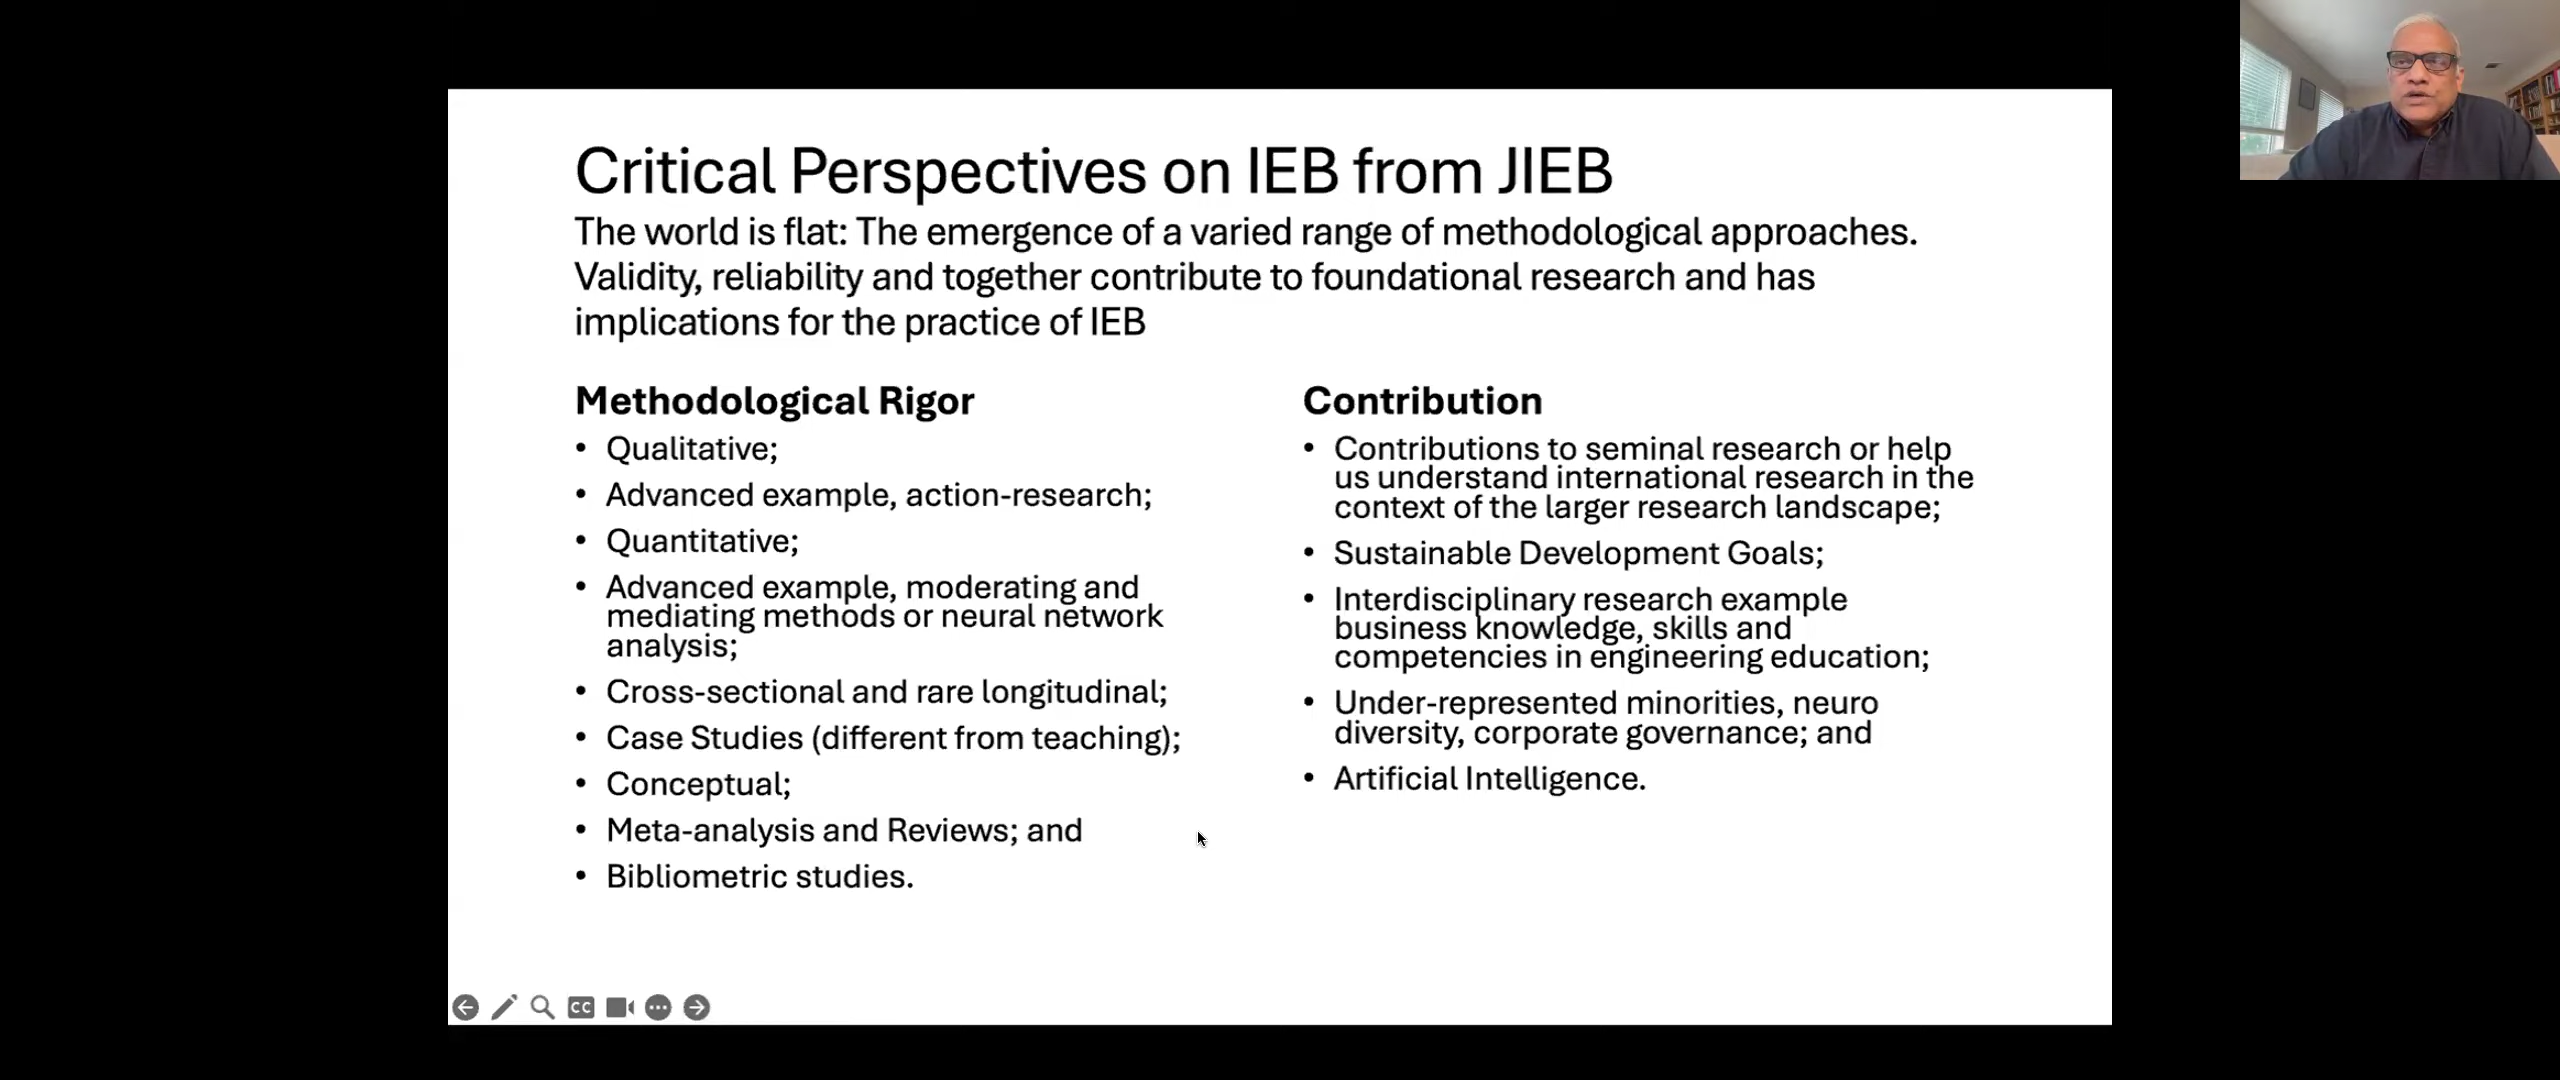 Critical Perspectives on IEB from JIEB
The world is flat: The emergence of a varied range of methodological approaches.
Validity, reliability and together contribute to foundational research and has
implications for the practice of IEB
Methodological Rigor
• Qualitative;
• Advanced example, action-research;
• Quantitative;
• Advanced example, moderating and
mediating methods or neural network
analysis;
• Cross-sectional and rare longitudinal;
• Case Studies (different from teaching);
• Conceptual;
• Meta-analysis and Reviews; and
• Bibliometric studies.
Contribution
• Contributions to seminal research or help
us understand international research in the
context of the larger research landscape;
• Sustainable Development Goals;
• Interdisciplinary research example
business knowledge, skills and
competencies in engineering education;
• Under-represented minorities, neuro
diversity, corporate governance; and
• Artificial Intelligence.
CC